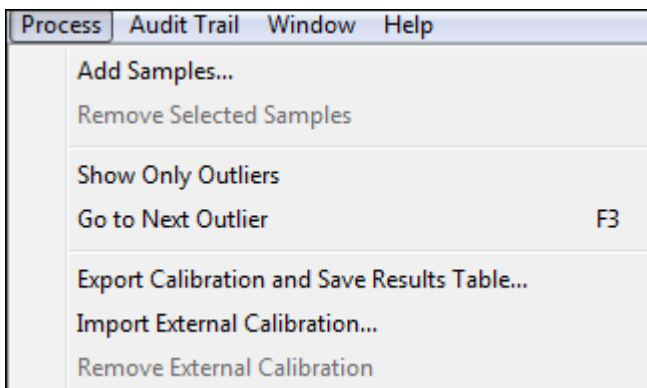 Process Audit Trail Window Help
Add Samples...
Remove Selected Samples
Show Only Outliers
Go to Next Outlier F3
Export Calibration and Save Results Table...
Import External Calibration...
Remove External Calibration